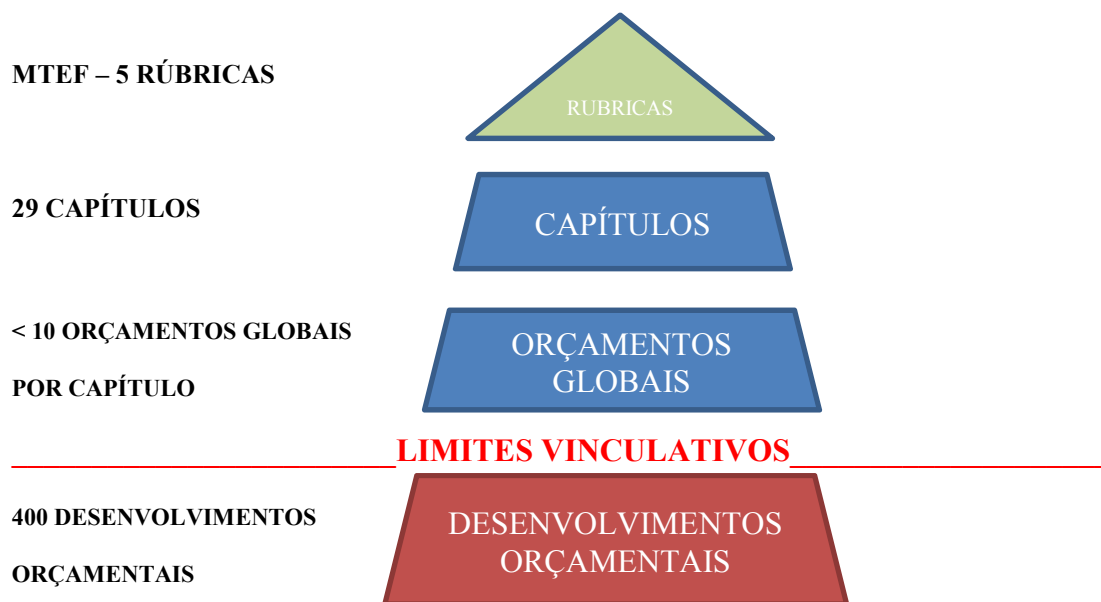 MTEF – 5 RÚBRICAS
RUBRICAS
29 CAPÍTULOS
CAPÍTULOS
< 10 ORÇAMENTOS GLOBAIS
POR CAPÍTULO
ORÇAMENTOS
GLOBAIS
LIMITES VINCULATIVOS
400 DESENVOLVIMENTOS
ORÇAMENTAIS
DESENVOLVIMENTOS
ORÇAMENTAIS